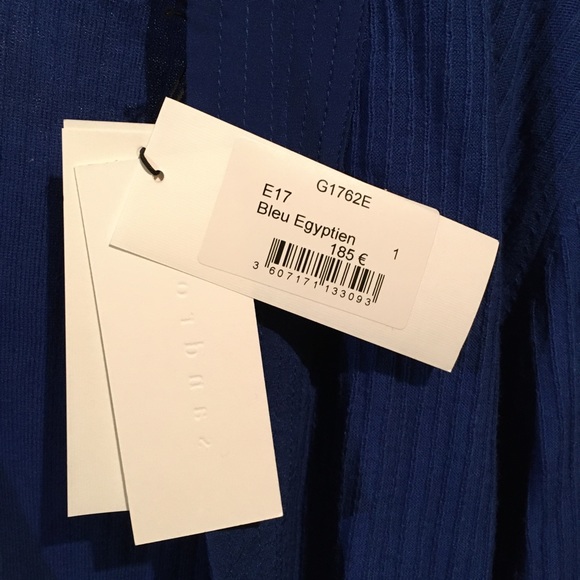 G1762E
E17
Bleu Egyptien
185 € 1
3 607171 133093